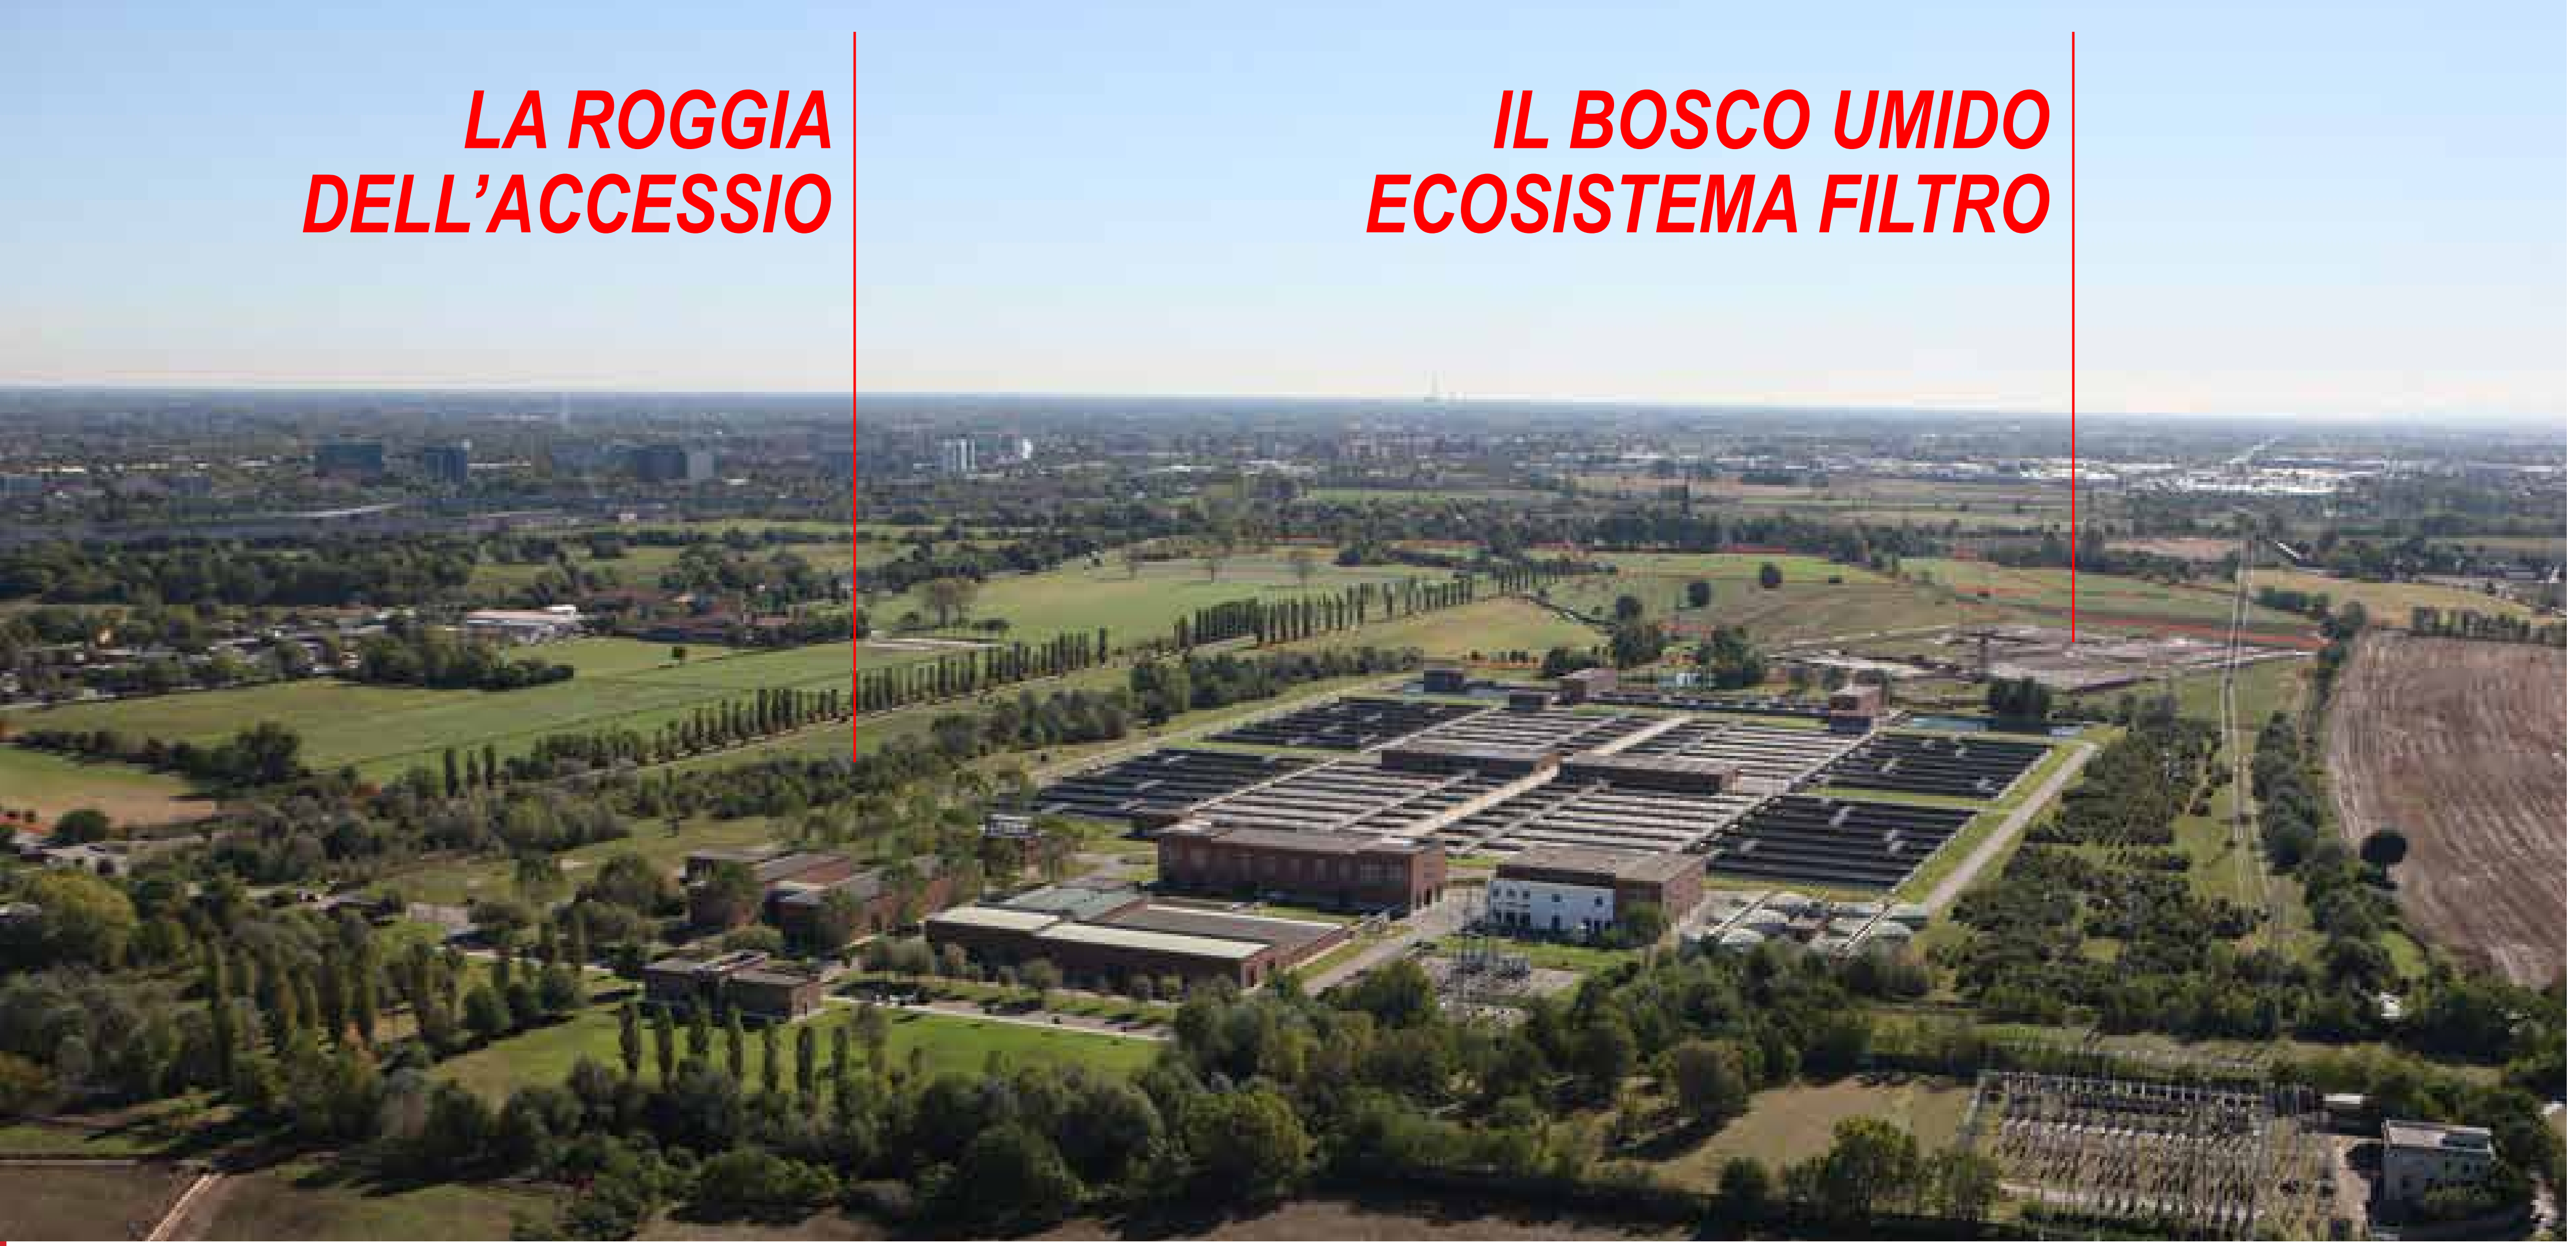 LA ROGGIA
DELL’ACCESSIO
IL BOSCO UMIDO
ECOSISTEMA FILTRO